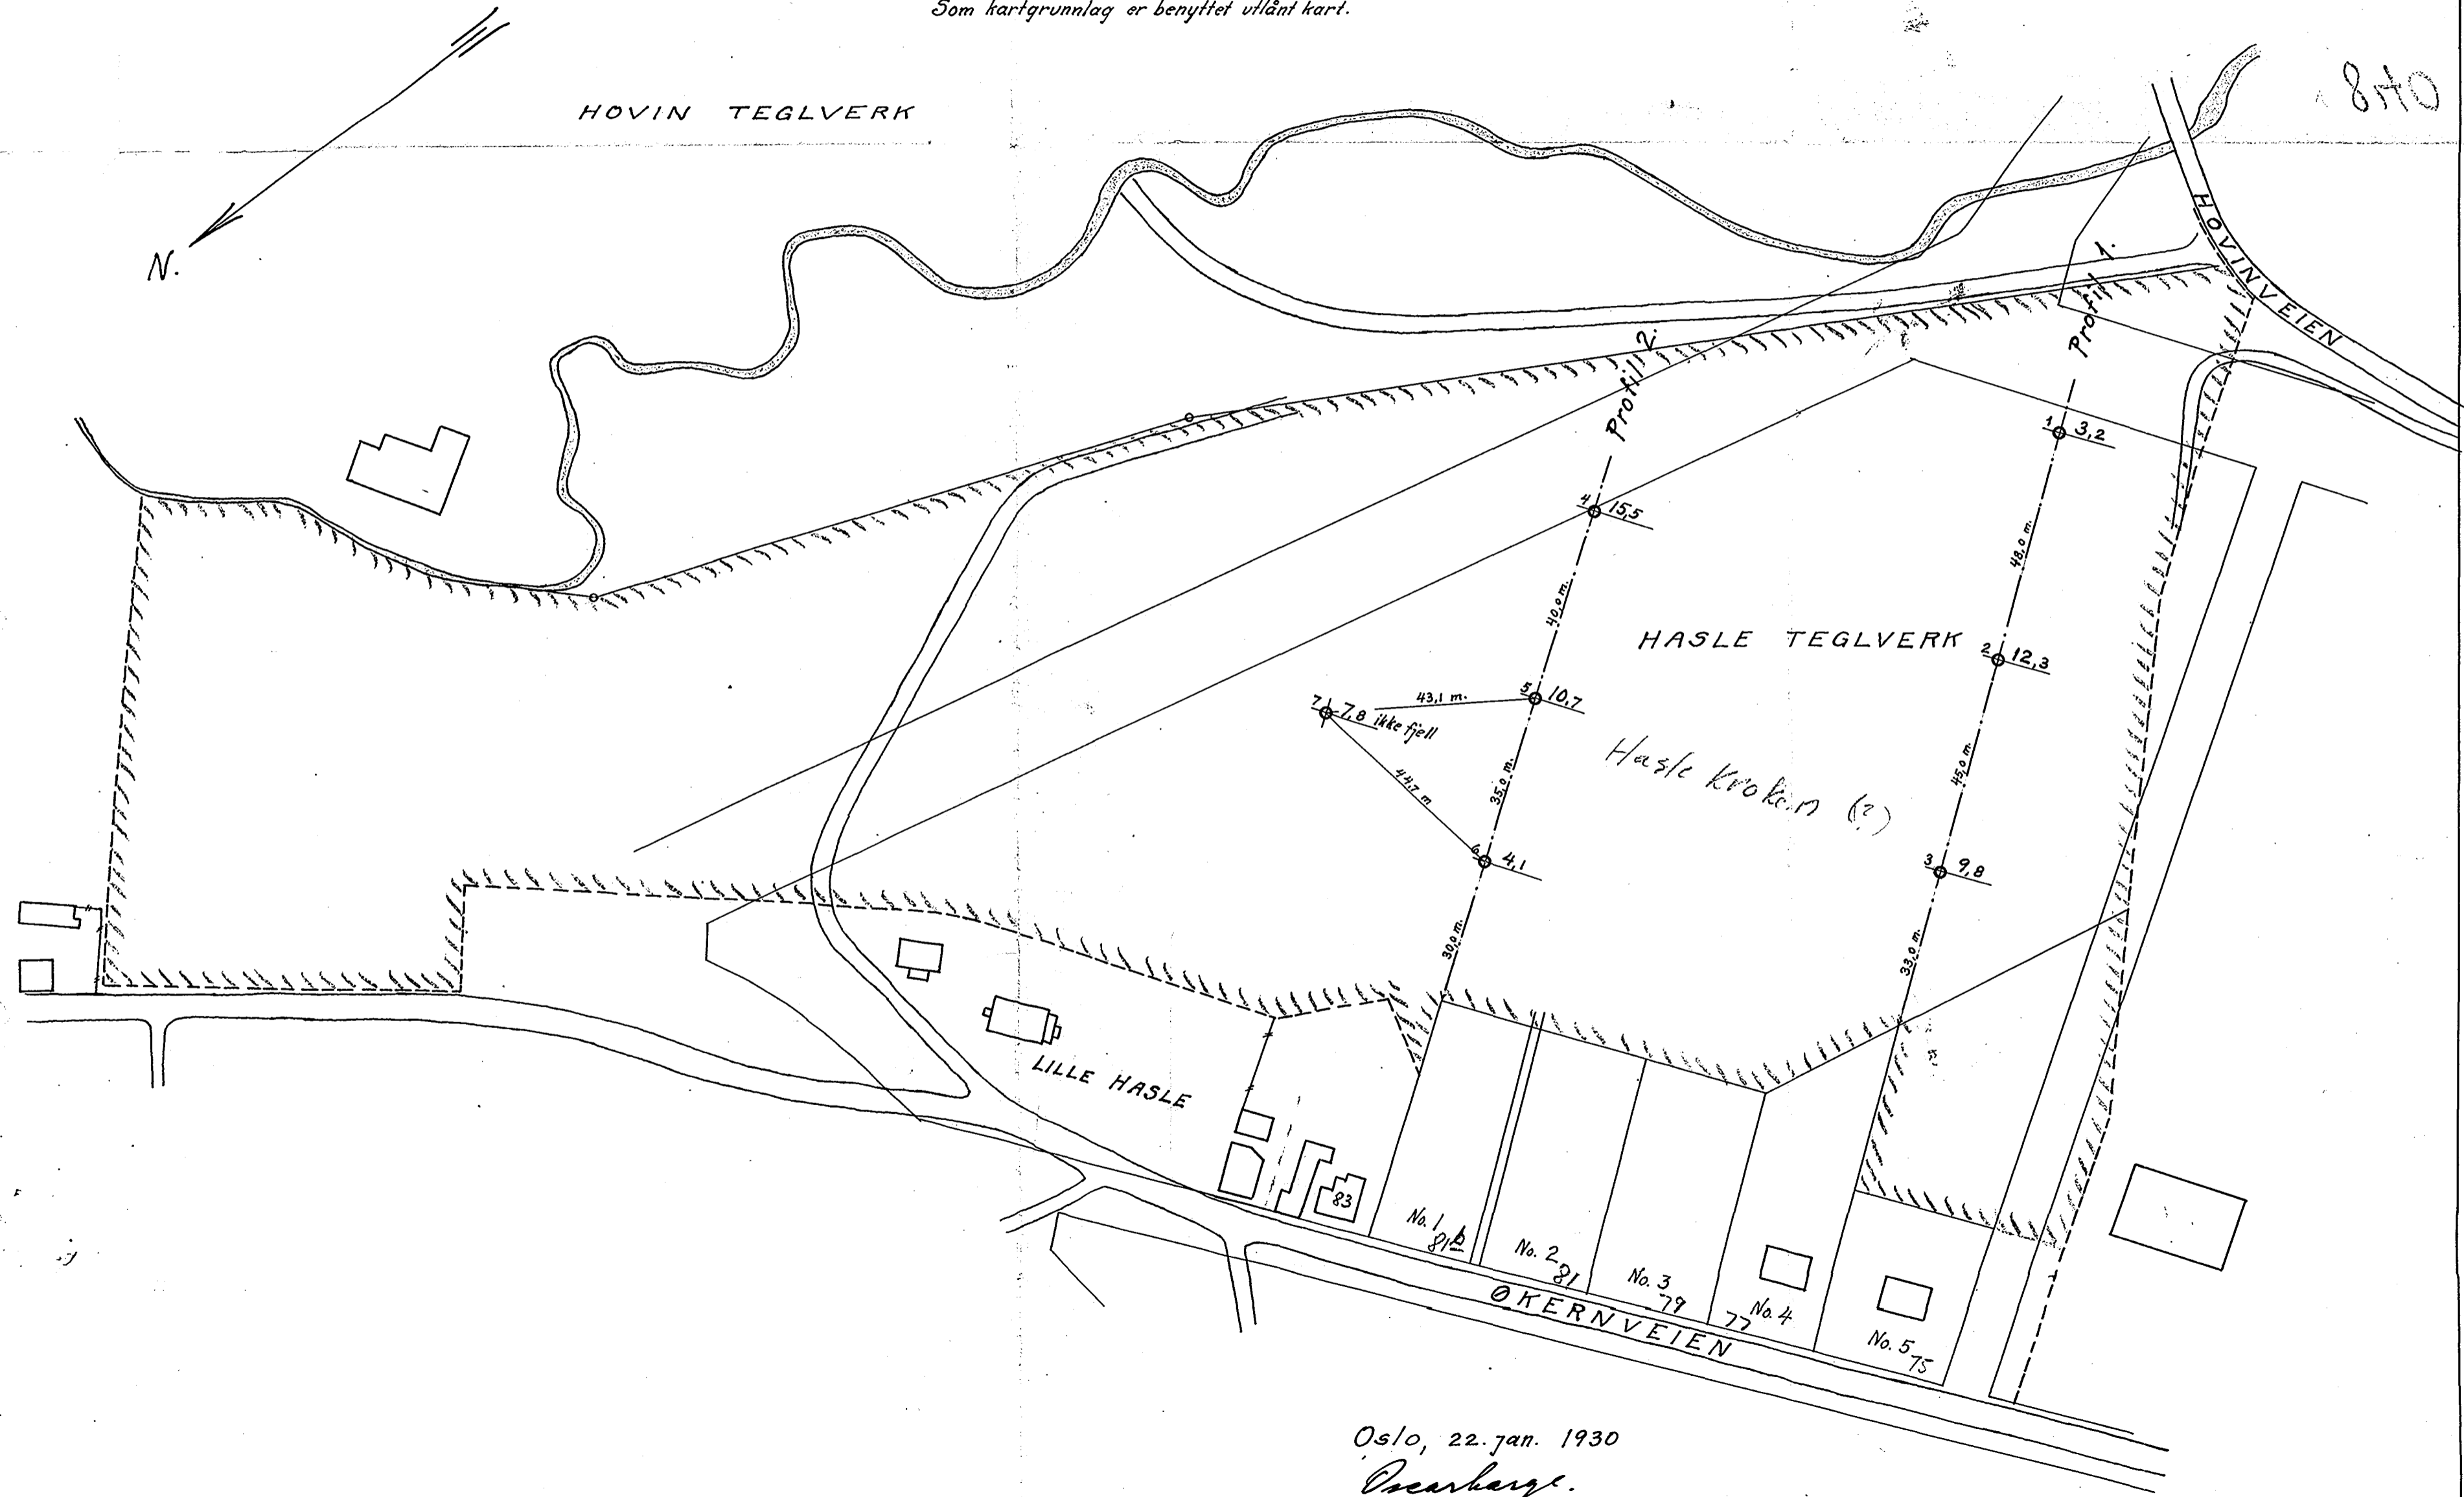 Som kartgrunnlag er benyttet utlånt kart.
HOVIN TEGLVERK
N.
HOVINVEIEN
Profil 1.
Profil 2.
1 3,2
4 15,5
48,0 m.
40,0 m.
HASLE TEGLVERK
2 12,3
5 10,7
43,1 m.
7 7,8 ikke fjell
44,7 m
35,0 m.
45,0 m.
Hasle Kroken (?)
6 4,1
3 9,8
30,0 m.
33,0 m.
LILLE HASLE
83
No. 1
81b
No. 2
81
No. 3
79
No. 4
77
No. 5
75
ØKERNVEIEN
Oslo, 22. jan. 1930